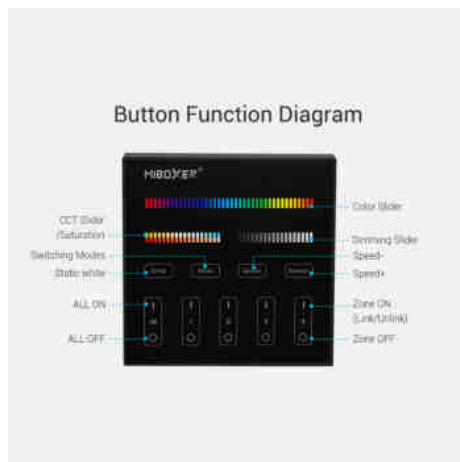 Button Function Diagram
MiBOXER®
Color Slider
CCT Slider
/Saturation
Dimming Slider
Switching Modes
Speed-
Static white
Speed+
ALL ON
Zone ON
(Link/Unlink)
ALL OFF
Zone OFF